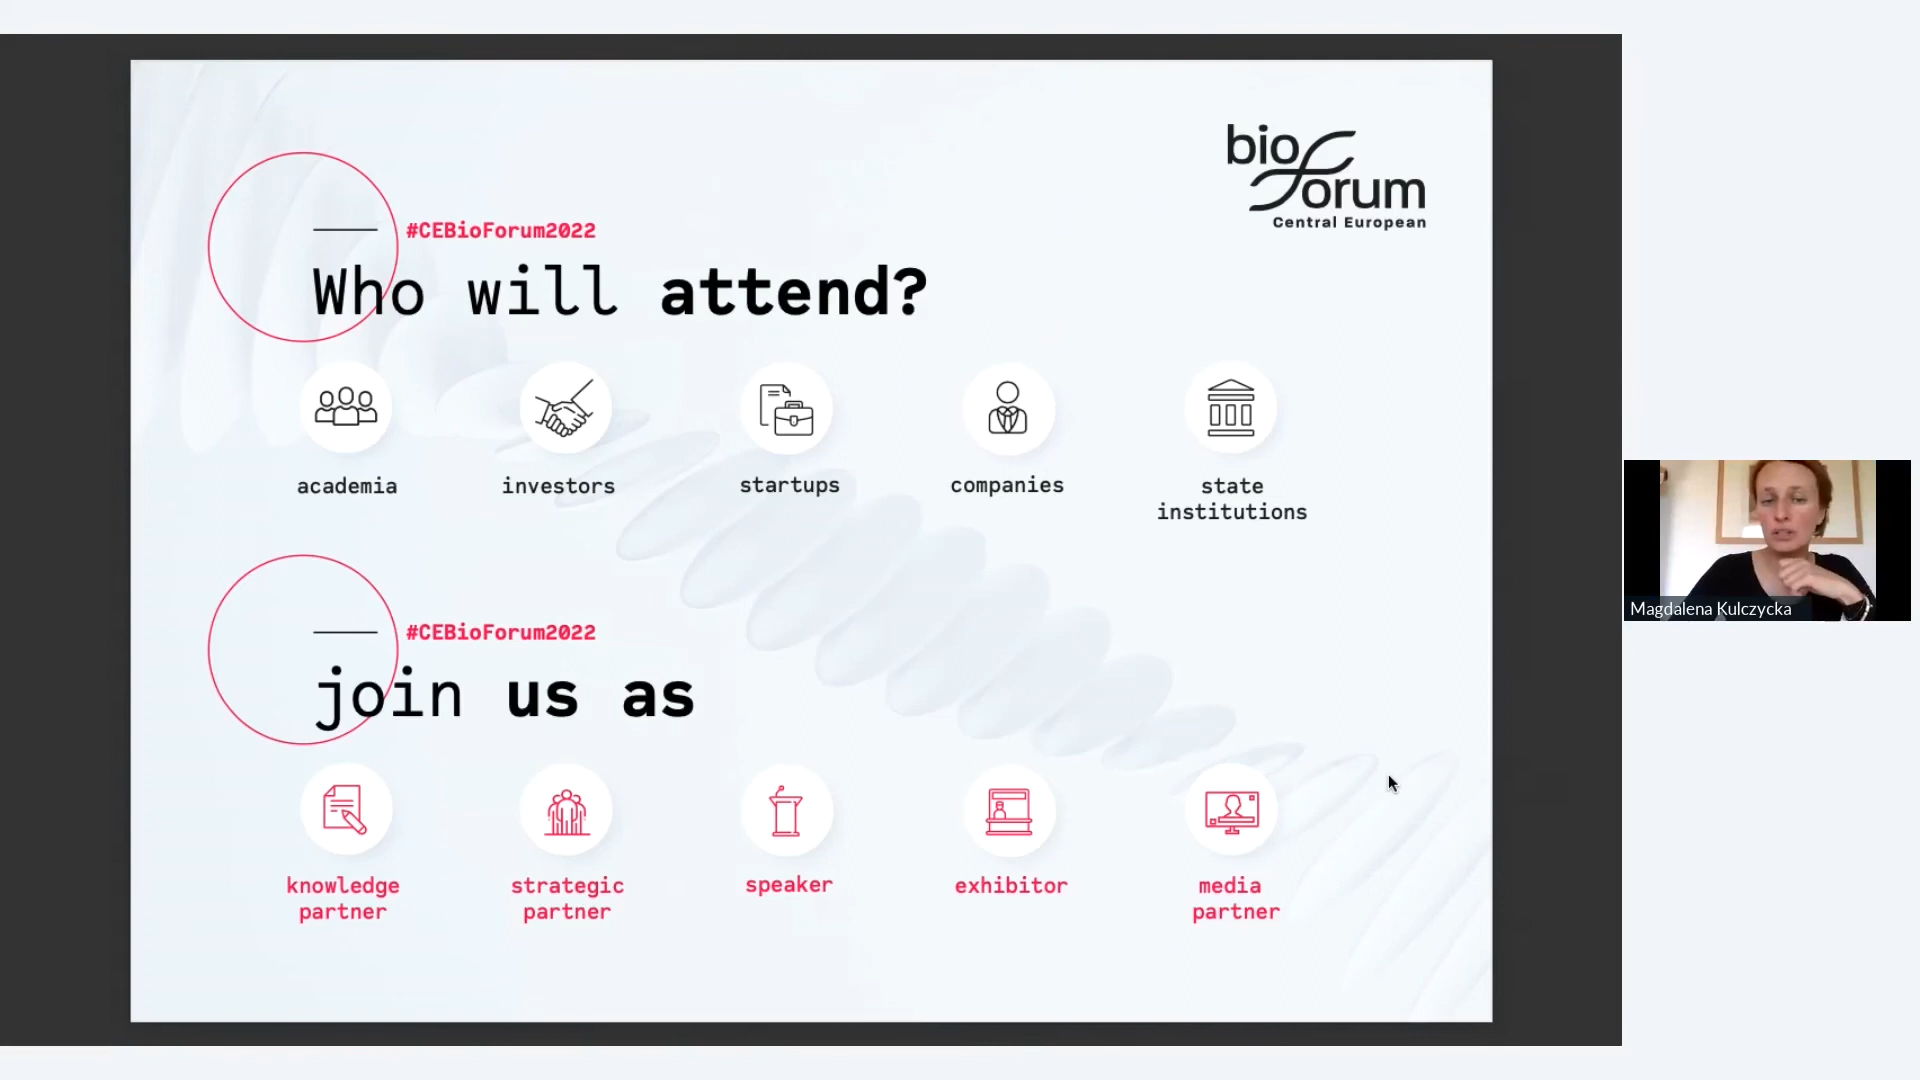 bio
forum
Central European
#CEBioForum2022
Who will attend?
academia
investors
startups
companies
state
institutions
#CEBioForum2022
join us as
knowledge
partner
strategic
partner
speaker
exhibitor
media
partner
Magdalena Kulczycka